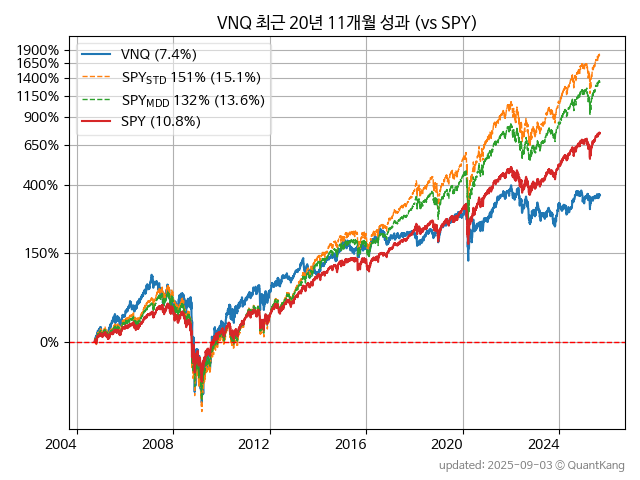 VNQ 최근 20년 11개월 성과 (vs SPY)
1900%
1650%
1400%
1150%
900%
650%
400%
150%
0%
VNQ (7.4%)
SPYSTD 151% (15.1%)
SPYMDD 132% (13.6%)
SPY (10.8%)
2004 2008 2012 2016 2020 2024
updated: 2025-09-03 © QuantKang